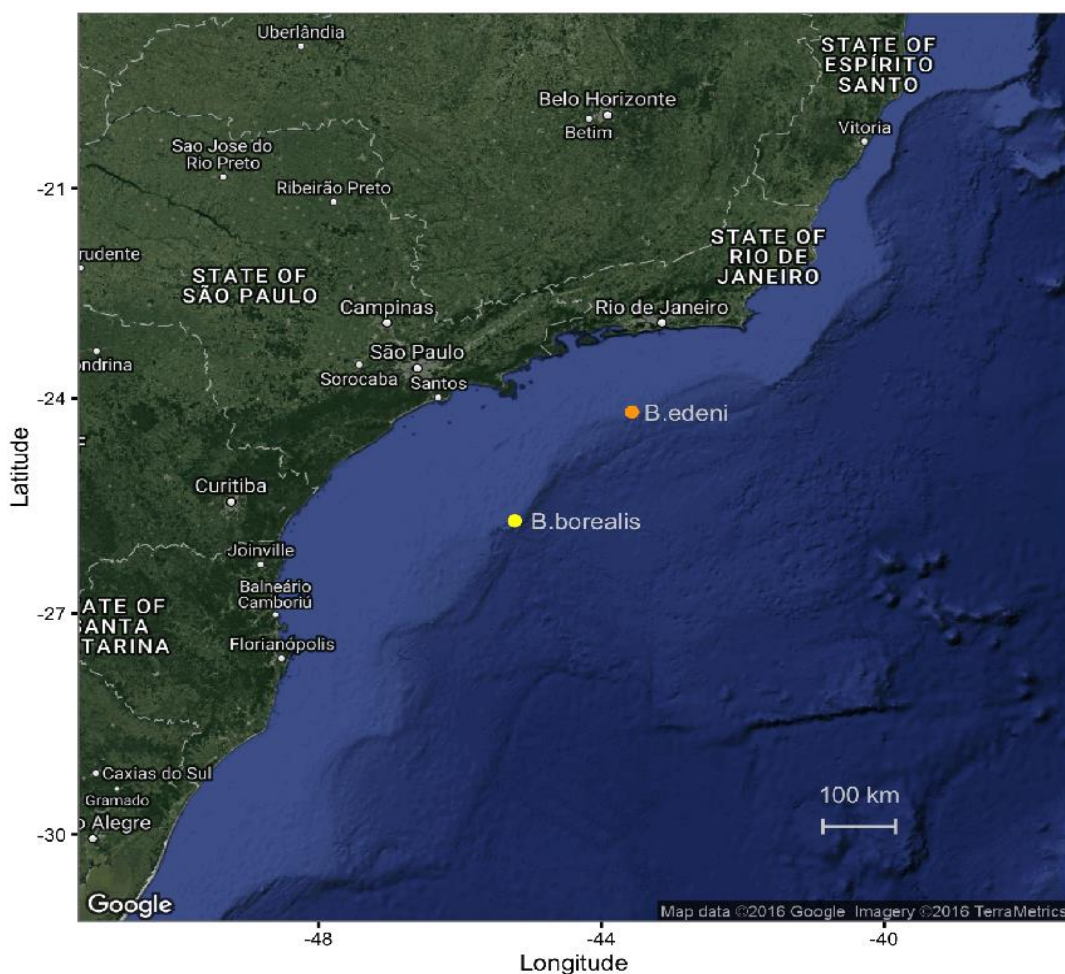 Uberlândia
STATE OF
ESPÍRITO
SANTO
Belo Horizonte
Betim
Vitoria
Sao Jose do
Rio Preto
Ribeirão Preto
-21
rudente
STATE OF
SÃO PAULO
STATE OF
RIO DE
JANEIRO
Campinas
Rio de Janeiro
São Paulo
ondrina
Sorocaba
Santos
-24
B.edeni
Latitude
Curitiba
B.borealis
Joinville
Balneário
Camboriú
-27
ATE OF
SANTA
TARINA
Florianópolis
100 km
Caxias do Sul
Gramado
o Alegre
-30
Google
Map data ©2016 Google Imagery ©2016 TerraMetrics
-48
-44
-40
Longitude